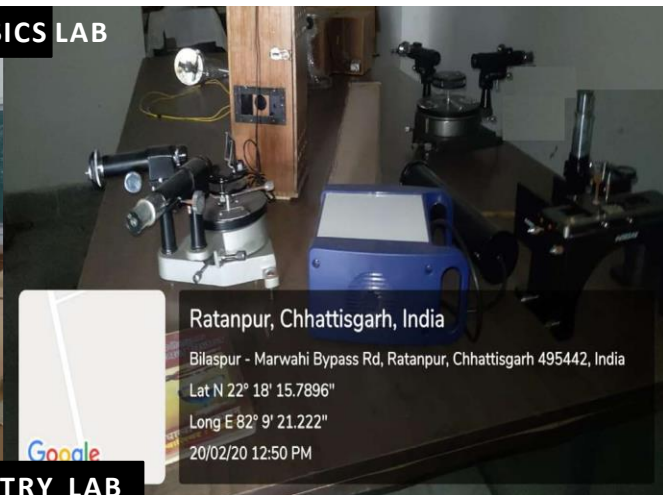 SICS LAB
Ratanpur, Chhattisgarh, India
Bilaspur - Marwahi Bypass Rd, Ratanpur, Chhattisgarh 495442, India
Lat N 22° 18' 15.7896"
Long E 82° 9' 21.222"
20/02/20 12:50 PM
Google
TRY LAB